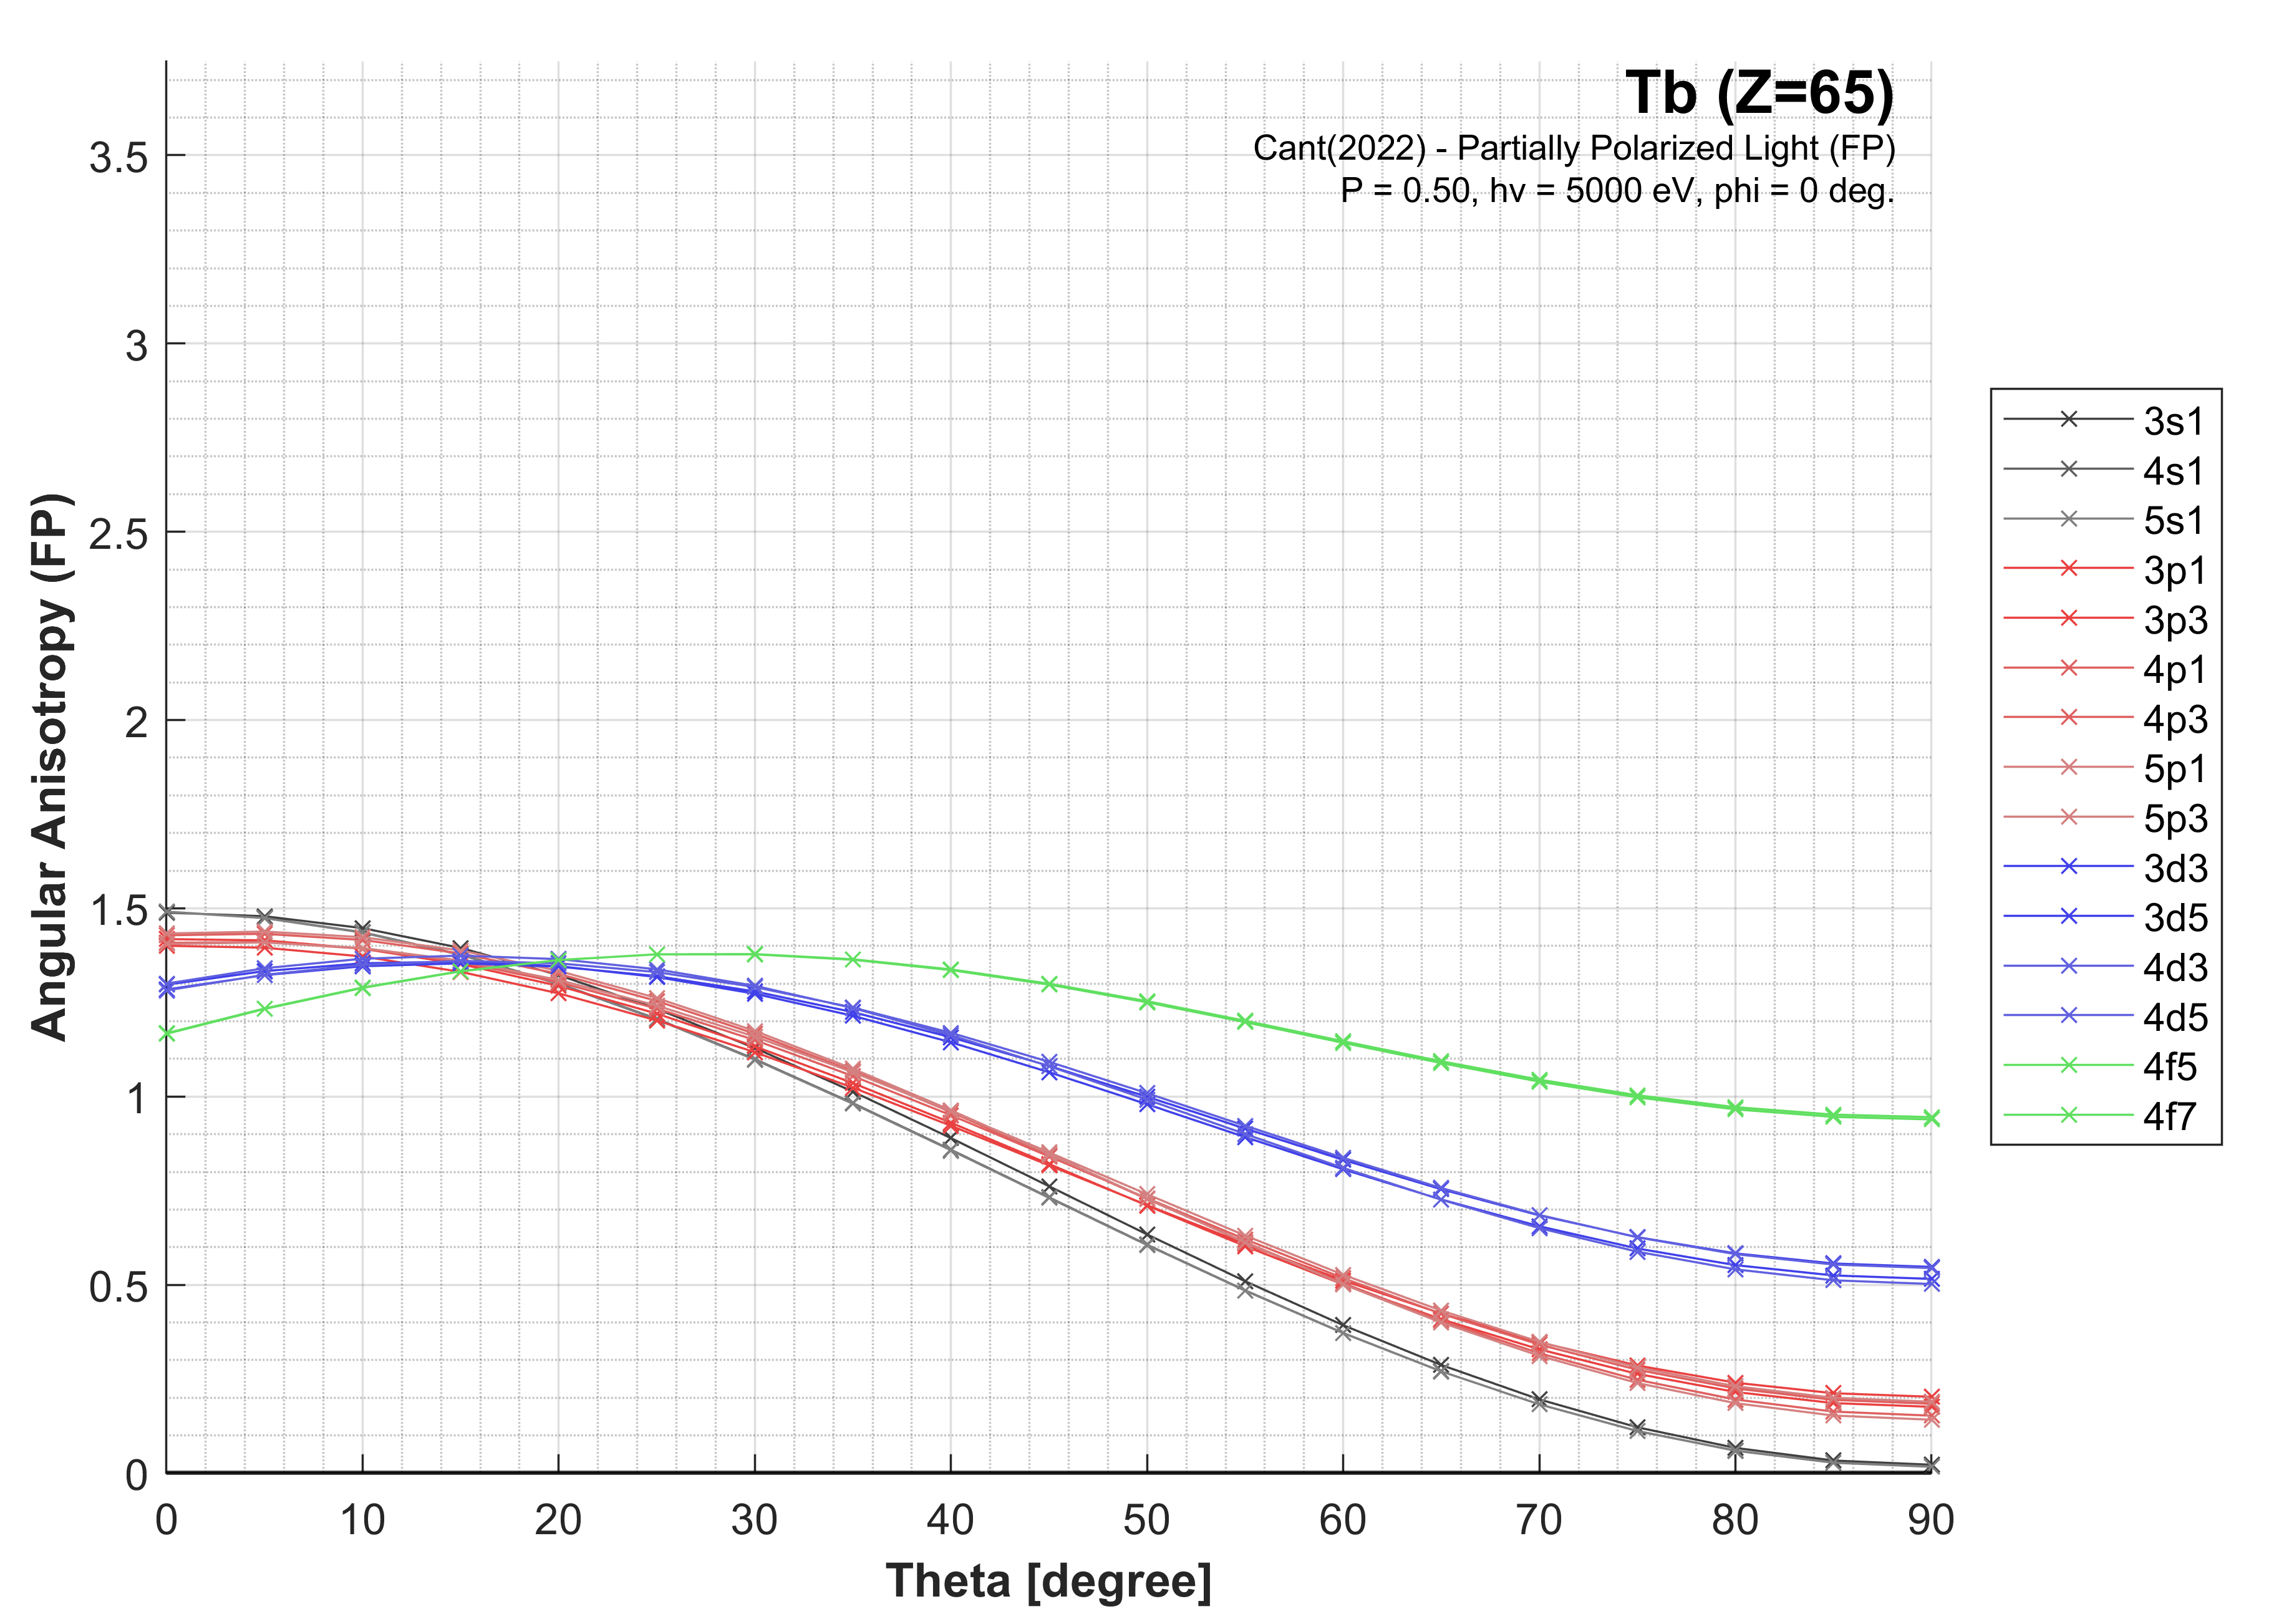 Tb (Z=65)
Cant(2022) - Partially Polarized Light (FP)
P = 0.50, hv = 5000 eV, phi = 0 deg.
Angular Anisotropy (FP)
3.5
3
2.5
2
1.5
1
0.5
0
0 10 20 30 40 50 60 70 80 90
Theta [degree]
3s1
4s1
5s1
3p1
3p3
4p1
4p3
5p1
5p3
3d3
3d5
4d3
4d5
4f5
4f7